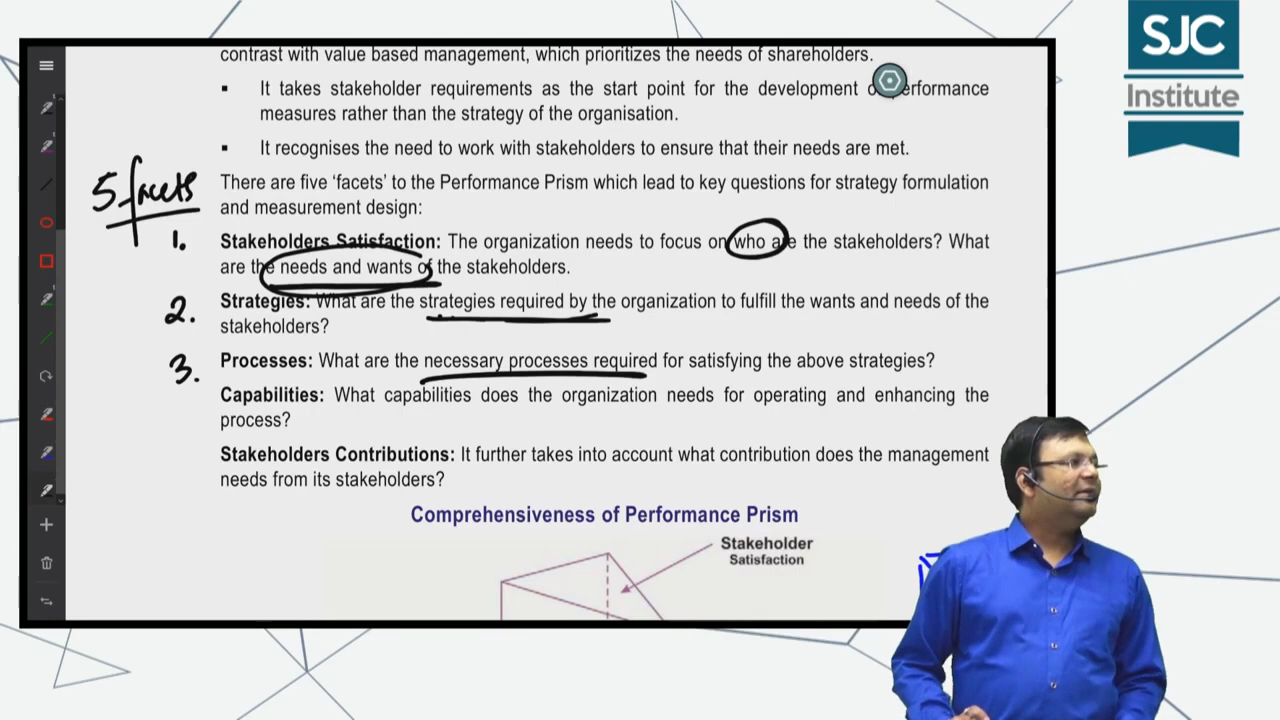 SJC
Institute
contrast with value based management, which prioritizes the needs of shareholders.
▪ It takes stakeholder requirements as the start point for the development of performance
measures rather than the strategy of the organisation.
▪ It recognises the need to work with stakeholders to ensure that their needs are met.
5 facets
There are five ‘facets’ to the Performance Prism which lead to key questions for strategy formulation
and measurement design:
1. Stakeholders Satisfaction: The organization needs to focus on who are the stakeholders? What
are the needs and wants of the stakeholders.
2. Strategies: What are the strategies required by the organization to fulfill the wants and needs of the
stakeholders?
3. Processes: What are the necessary processes required for satisfying the above strategies?
Capabilities: What capabilities does the organization needs for operating and enhancing the
process?
Stakeholders Contributions: It further takes into account what contribution does the management
needs from its stakeholders?
Comprehensiveness of Performance Prism
Stakeholder
Satisfaction